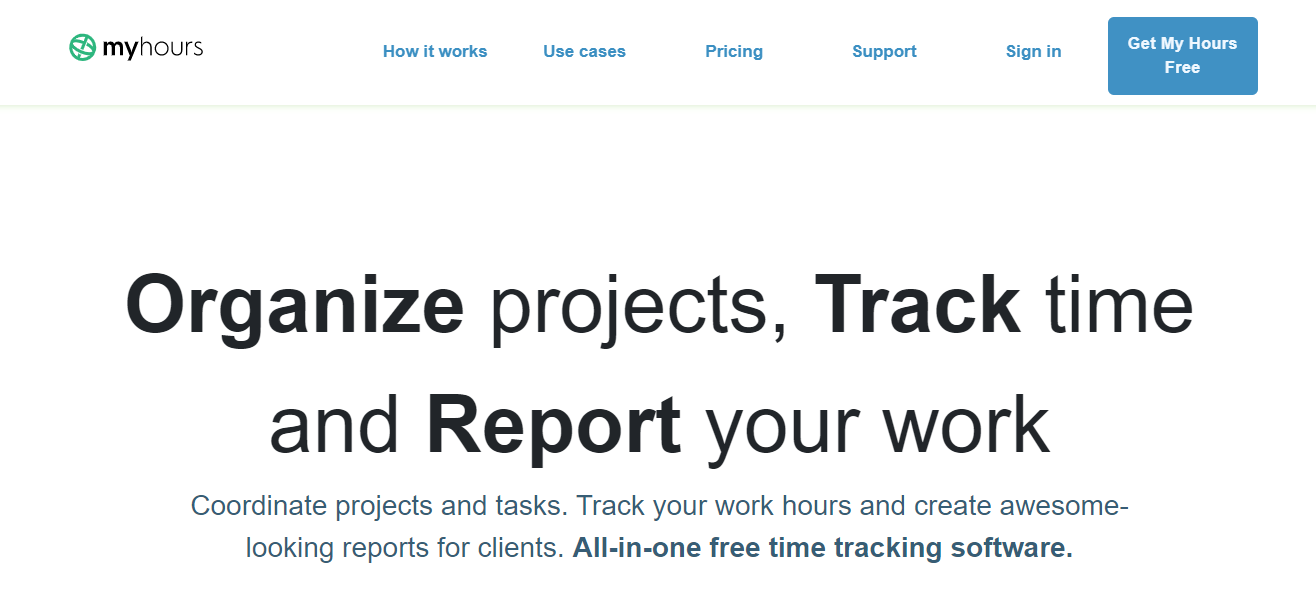 myhours
How it works
Use cases
Pricing
Support
Sign in
Get My Hours
Free
Organize projects, Track time
and Report your work
Coordinate projects and tasks. Track your work hours and create awesome-
looking reports for clients. All-in-one free time tracking software.